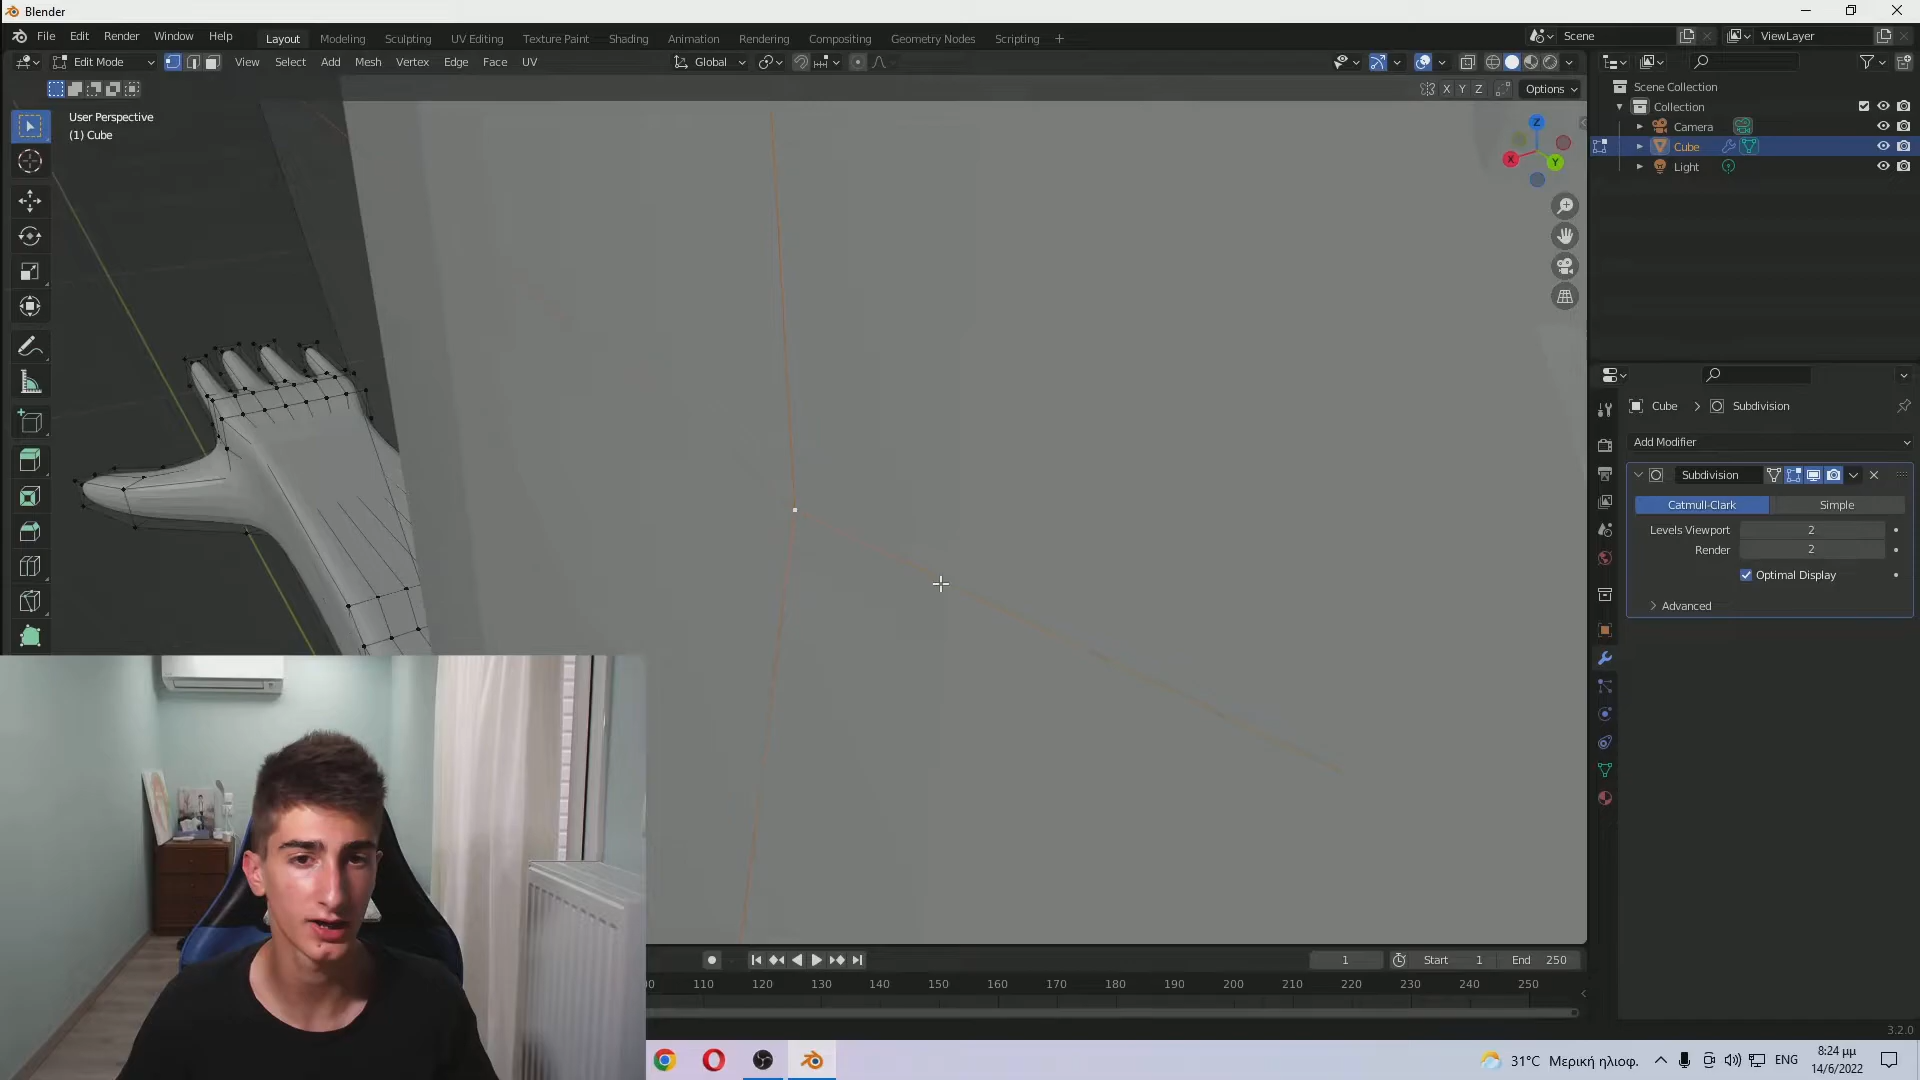 Blender
File Edit Render Window Help
Layout Modeling Sculpting UV Editing Texture Paint Shading Animation Rendering Compositing Geometry Nodes Scripting +
Scene
ViewLayer
Edit Mode
View Select Add Mesh Vertex Edge Face UV
Global
X Y Z
Options
User Perspective
(1) Cube
Z
X
Y
Scene Collection
Collection
Camera
Cube
Light
Cube > Subdivision
Add Modifier
Subdivision
Catmull-Clark Simple
Levels Viewport 2
Render 2
Optimal Display
Advanced
1 Start 1 End 250
00 110 120 130 140 150 160 170 180 190 200 210 220 230 240 250
3.2.0
31°C Μερική ηλιοφ. ENG
8:24 μμ
14/6/2022